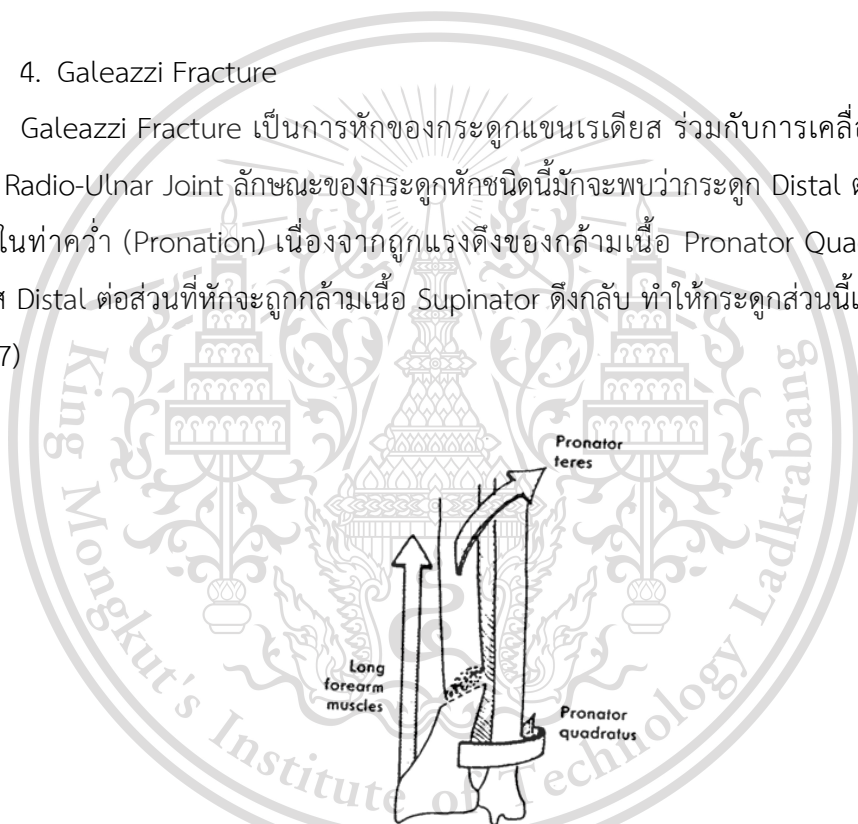 4. Galeazzi Fracture
Galeazzi Fracture เป็นการหักของกระดูกแขนเรเดียส ร่วมกับการเคลื่อ
Radio-Ulnar Joint ลักษณะของกระดูกหักชนิดนี้มักจะพบว่ากระดูก Distal ต
ในท่าคว่ำ (Pronation) เนื่องจากถูกแรงดึงของกล้ามเนื้อ Pronator Qua
ส Distal ต่อส่วนที่หักจะถูกกล้ามเนื้อ Supinator ดึงกลับ ทำให้กระดูกส่วนนี้เ
7)
Pronator
teres
Long
forearm
muscles
Pronator
quadratus
King Mongkut's Institute of Technology Ladkrabang